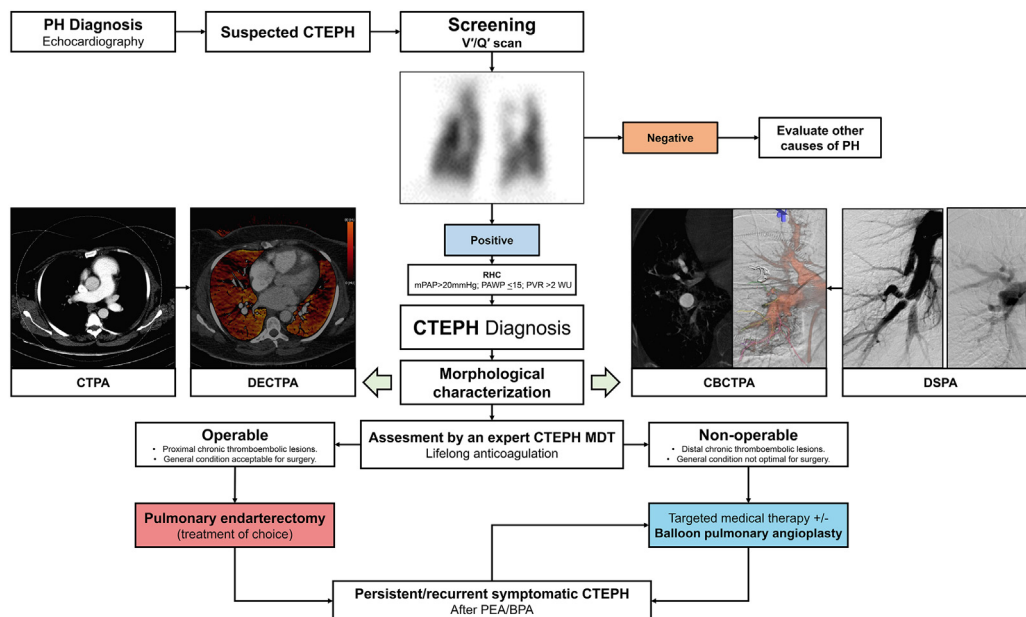 PH Diagnosis
Echocardiography
Suspected CTEPH
Screening
V'/Q' scan
Negative
Evaluate other
causes of PH
Positive
RHC
mPAP>20mmHg; PAWP ≤15; PVR >2 WU
CTEPH Diagnosis
CTPA
DECTPA
Morphological
characterization
CBCTPA
DSPA
Operable
• Proximal chronic thromboembolic lesions.
• General condition acceptable for surgery.
Assesment by an expert CTEPH MDT
Lifelong anticoagulation
Non-operable
• Distal chronic thromboembolic lesions.
• General condition not optimal for surgery.
Pulmonary endarterectomy
(treatment of choice)
Targeted medical therapy +/-
Balloon pulmonary angioplasty
Persistent/recurrent symptomatic CTEPH
After PEA/BPA